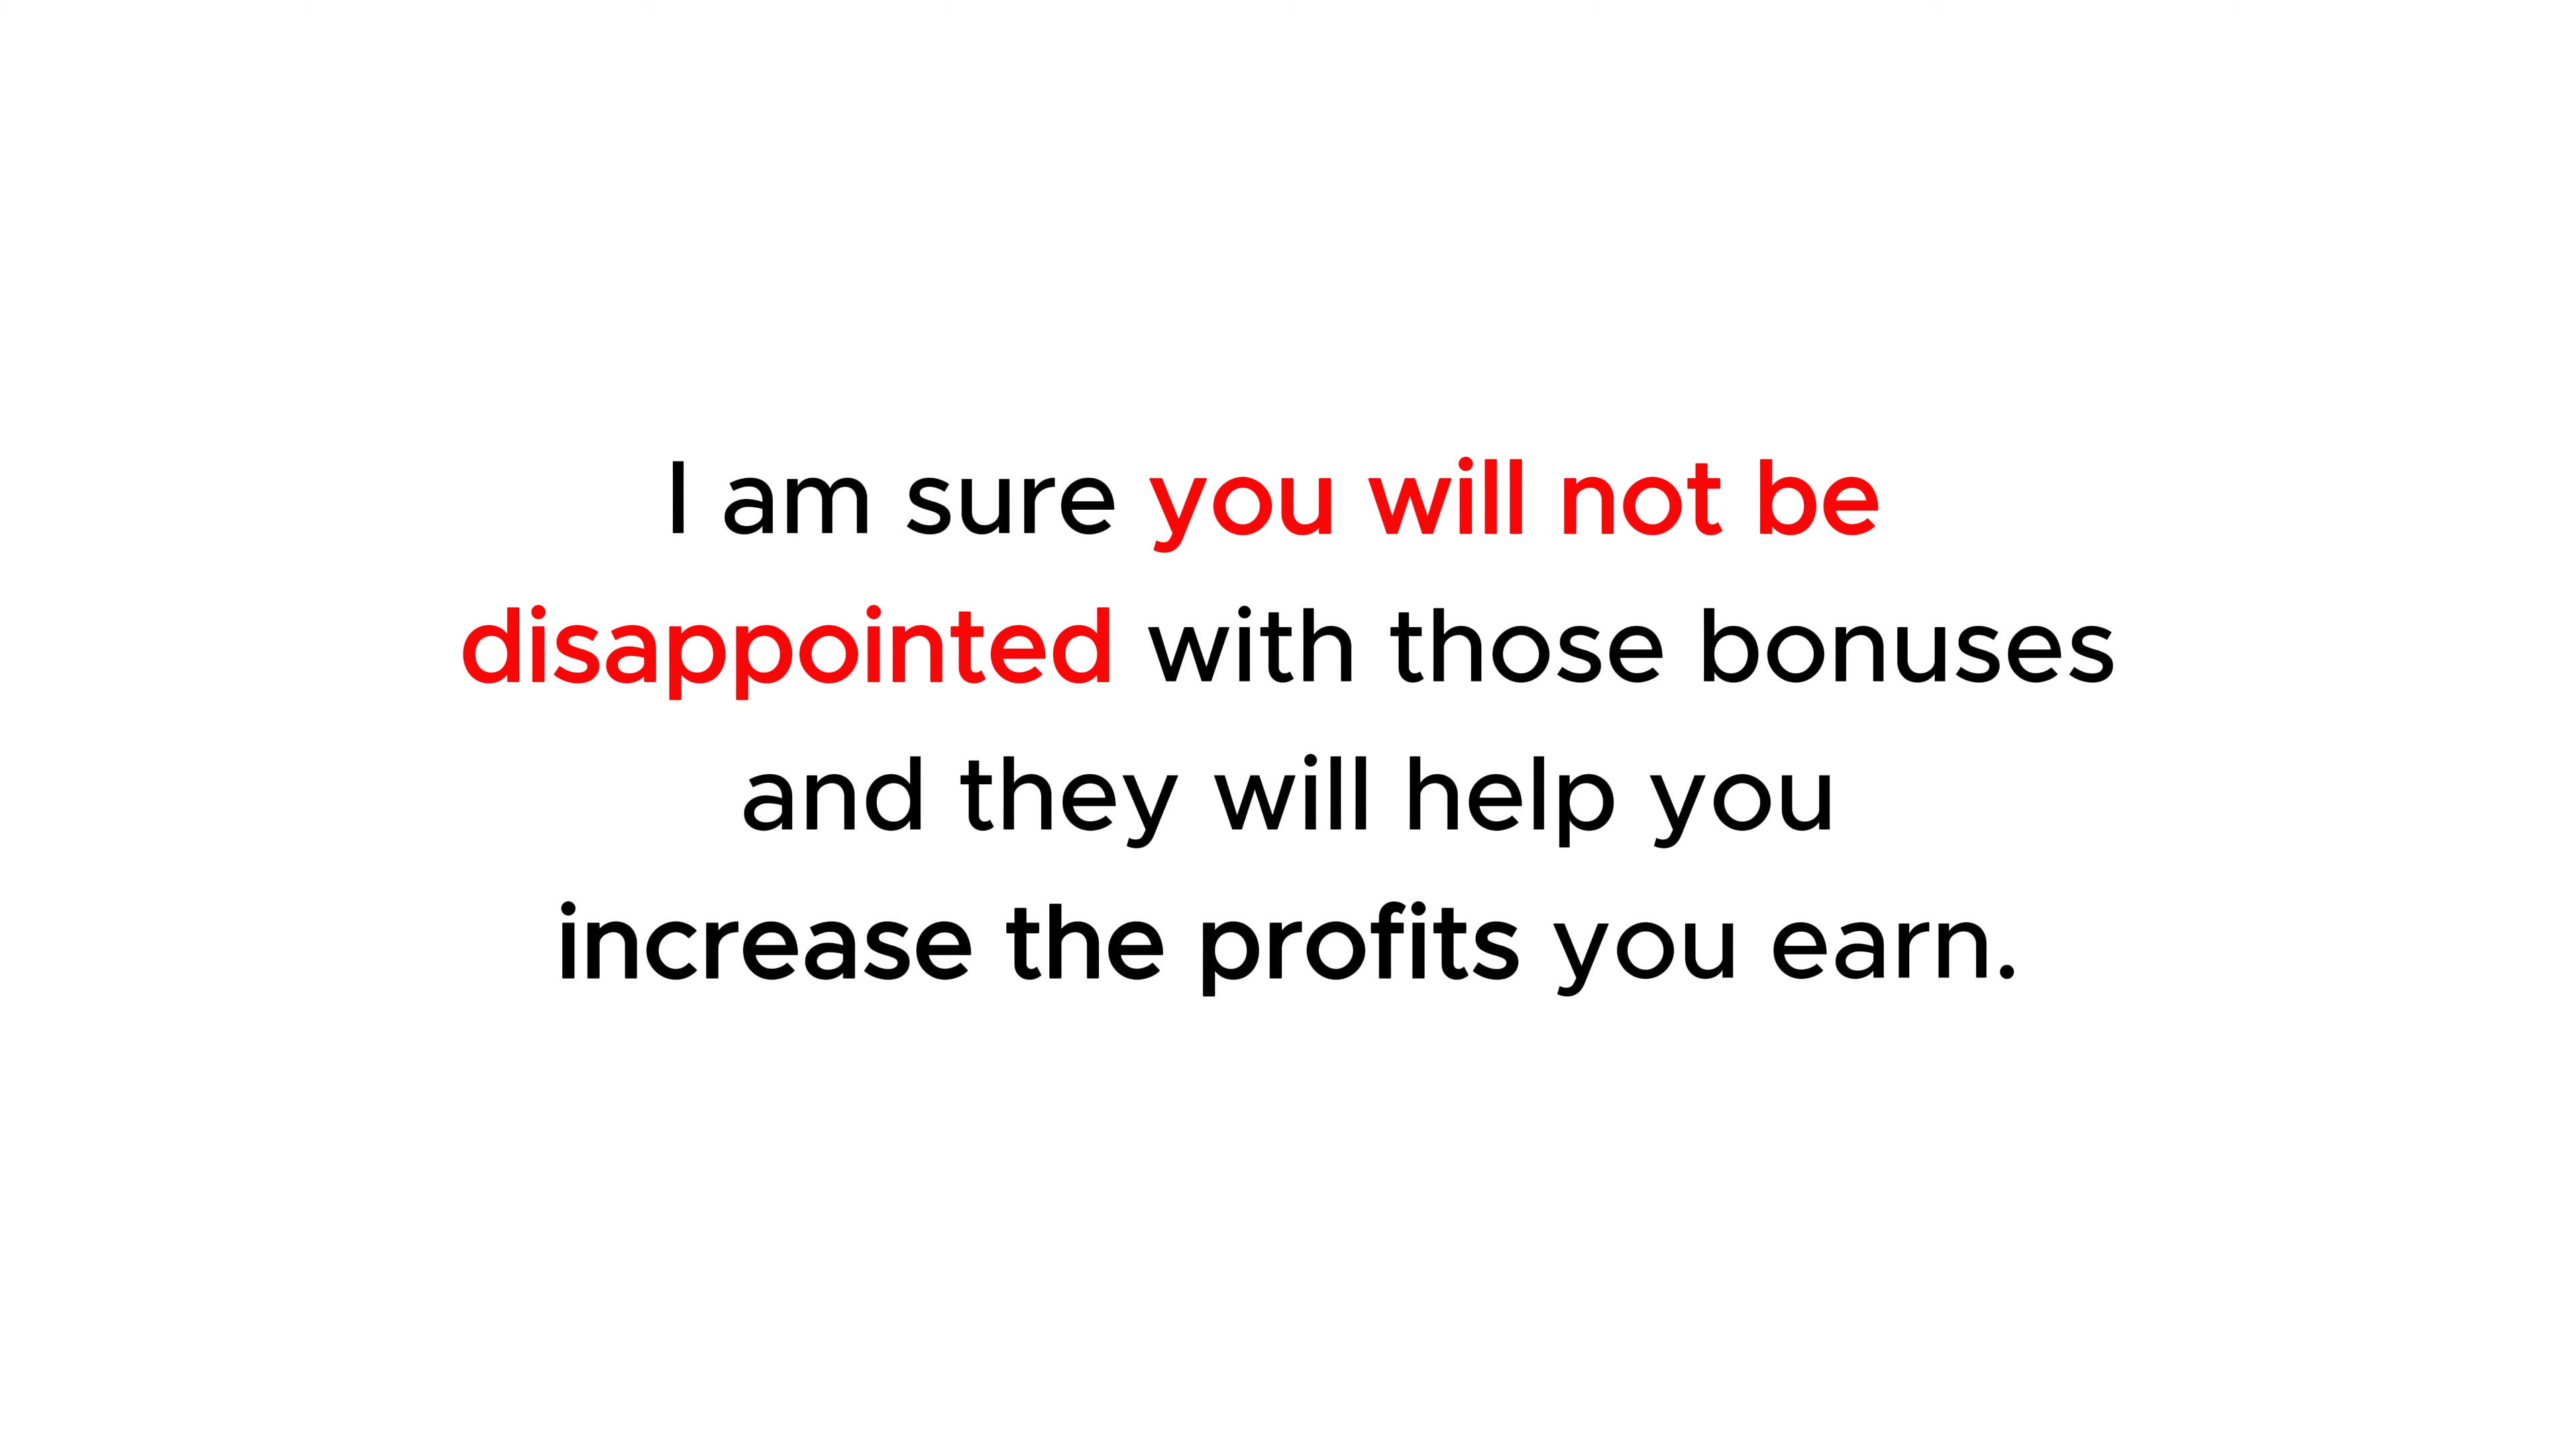 I am sure you will not be
disappointed with those bonuses
and they will help you
increase the profits you earn.